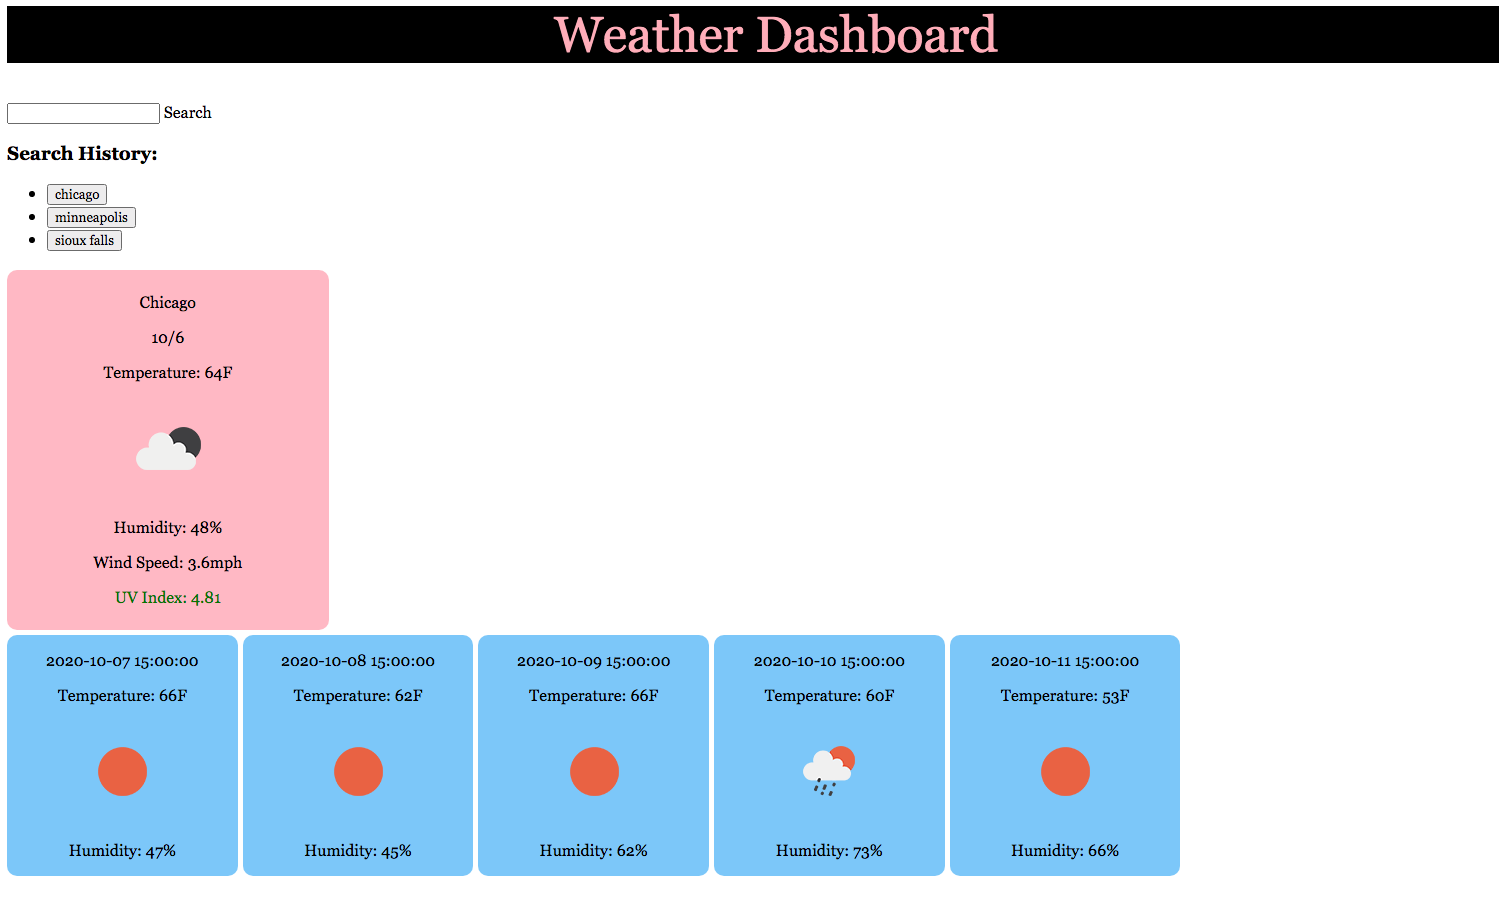 Weather Dashboard
Search
Search History:
chicago
minneapolis
sioux falls
Chicago
10/6
Temperature: 64F
Humidity: 48%
Wind Speed: 3.6mph
UV Index: 4.81
2020-10-07 15:00:00
Temperature: 66F
Humidity: 47%
2020-10-08 15:00:00
Temperature: 62F
Humidity: 45%
2020-10-09 15:00:00
Temperature: 66F
Humidity: 62%
2020-10-10 15:00:00
Temperature: 60F
Humidity: 73%
2020-10-11 15:00:00
Temperature: 53F
Humidity: 66%